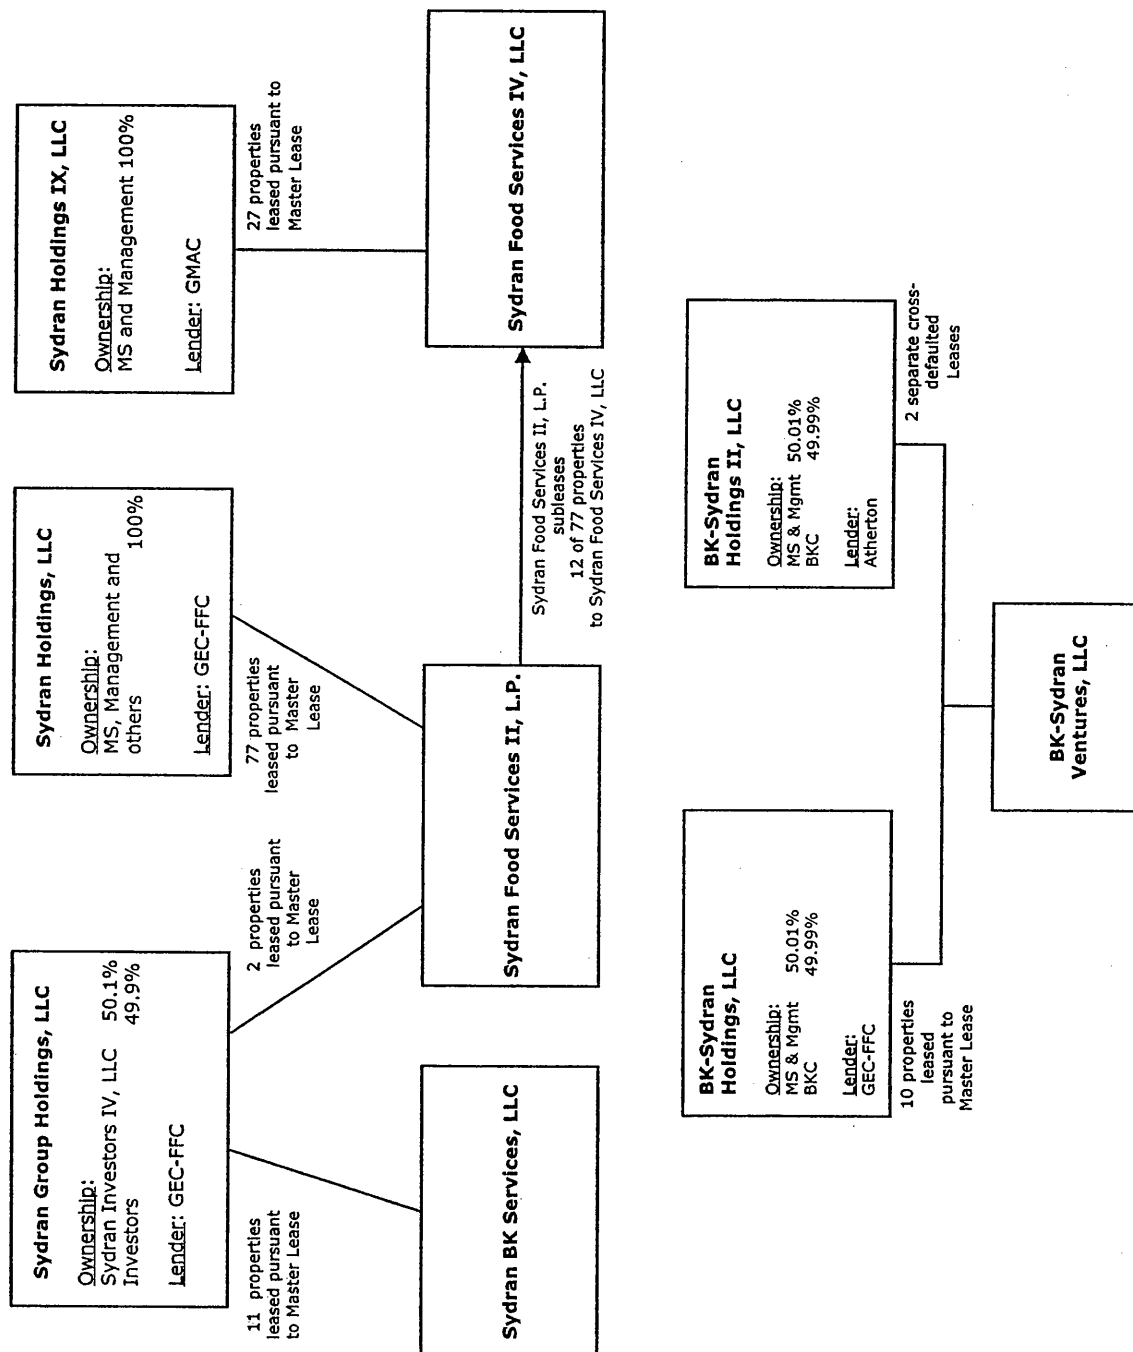 Sydran Group Holdings, LLC
Ownership:
Sydran Investors IV, LLC 50.1%
Investors 49.9%
Lender: GEC-FFC
Sydran Holdings, LLC
Ownership:
MS, Management and
others 100%
Lender: GEC-FFC
Sydran Holdings IX, LLC
Ownership:
MS and Management 100%
Lender: GMAC
11 properties
leased pursuant
to Master Lease
2 properties
leased pursuant
to Master
Lease
77 properties
leased pursuant
to Master
Lease
27 properties
leased pursuant to
Master Lease
Sydran BK Services, LLC
Sydran Food Services II, L.P.
Sydran Food Services II, L.P.
subleases
12 of 77 properties
to Sydran Food Services IV, LLC
Sydran Food Services IV, LLC
BK-Sydran
Holdings, LLC
Ownership:
MS & Mgmt 50.01%
BKC 49.99%
Lender:
GEC-FFC
BK-Sydran
Holdings II, LLC
Ownership:
MS & Mgmt 50.01%
BKC 49.99%
Lender:
Atherton
10 properties
leased
pursuant to
Master Lease
2 separate cross-
defaulted
Leases
BK-Sydran
Ventures, LLC